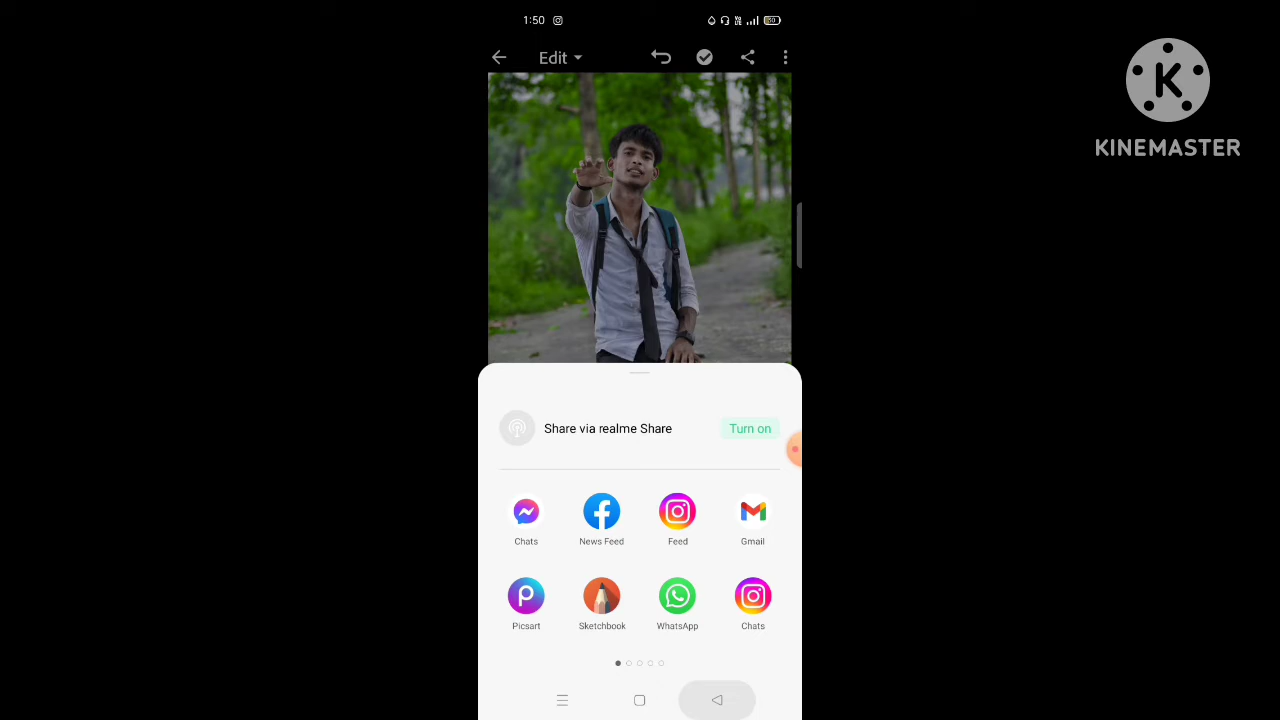 1:50
Edit
KINEMASTER
Share via realme Share
Turn on
Chats
News Feed
Feed
Gmail
Picsart
Sketchbook
WhatsApp
Chats